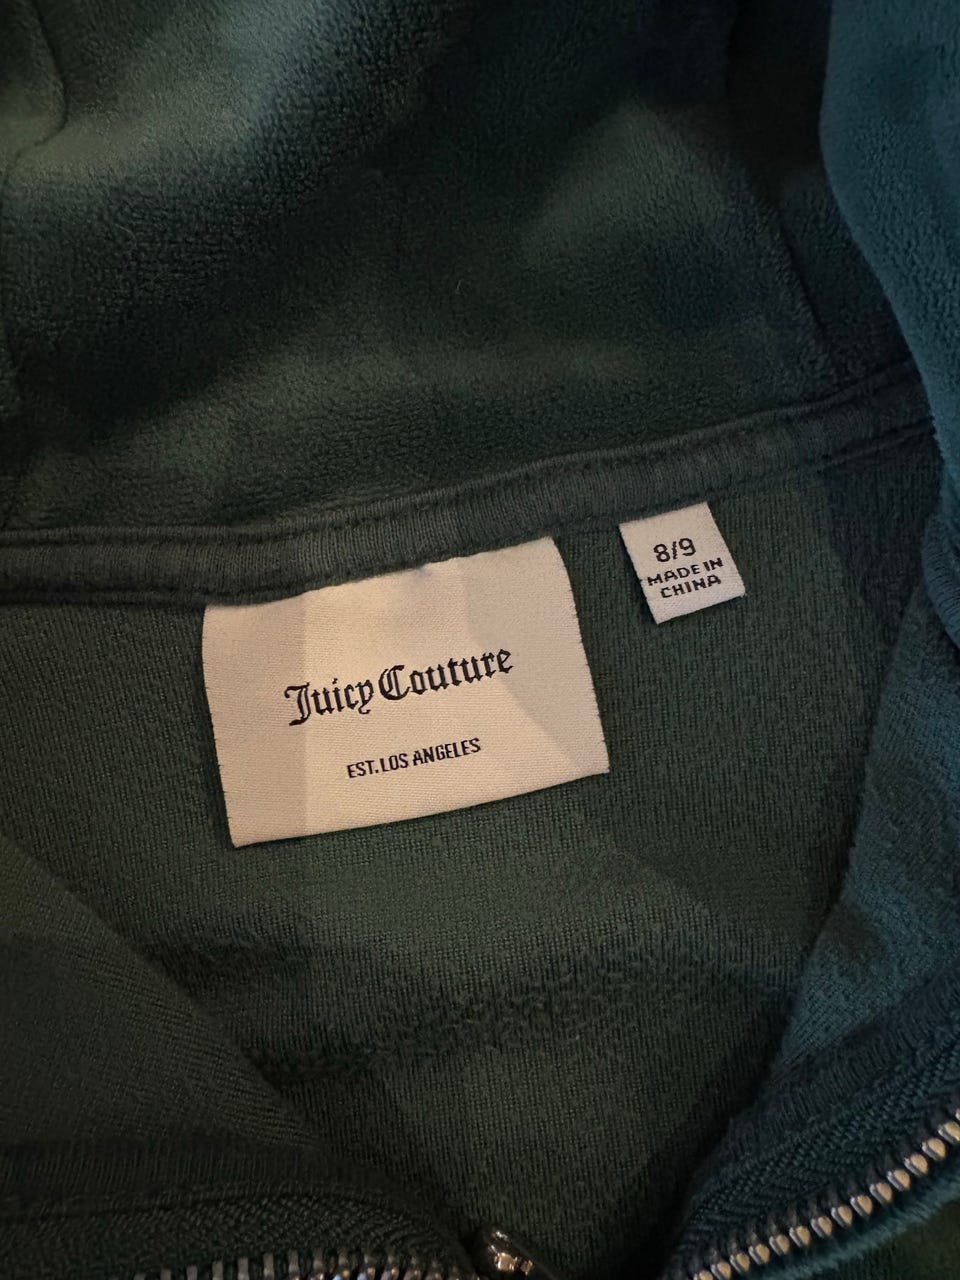 Juicy Couture
EST. LOS ANGELES
8/9
MADE IN
CHINA